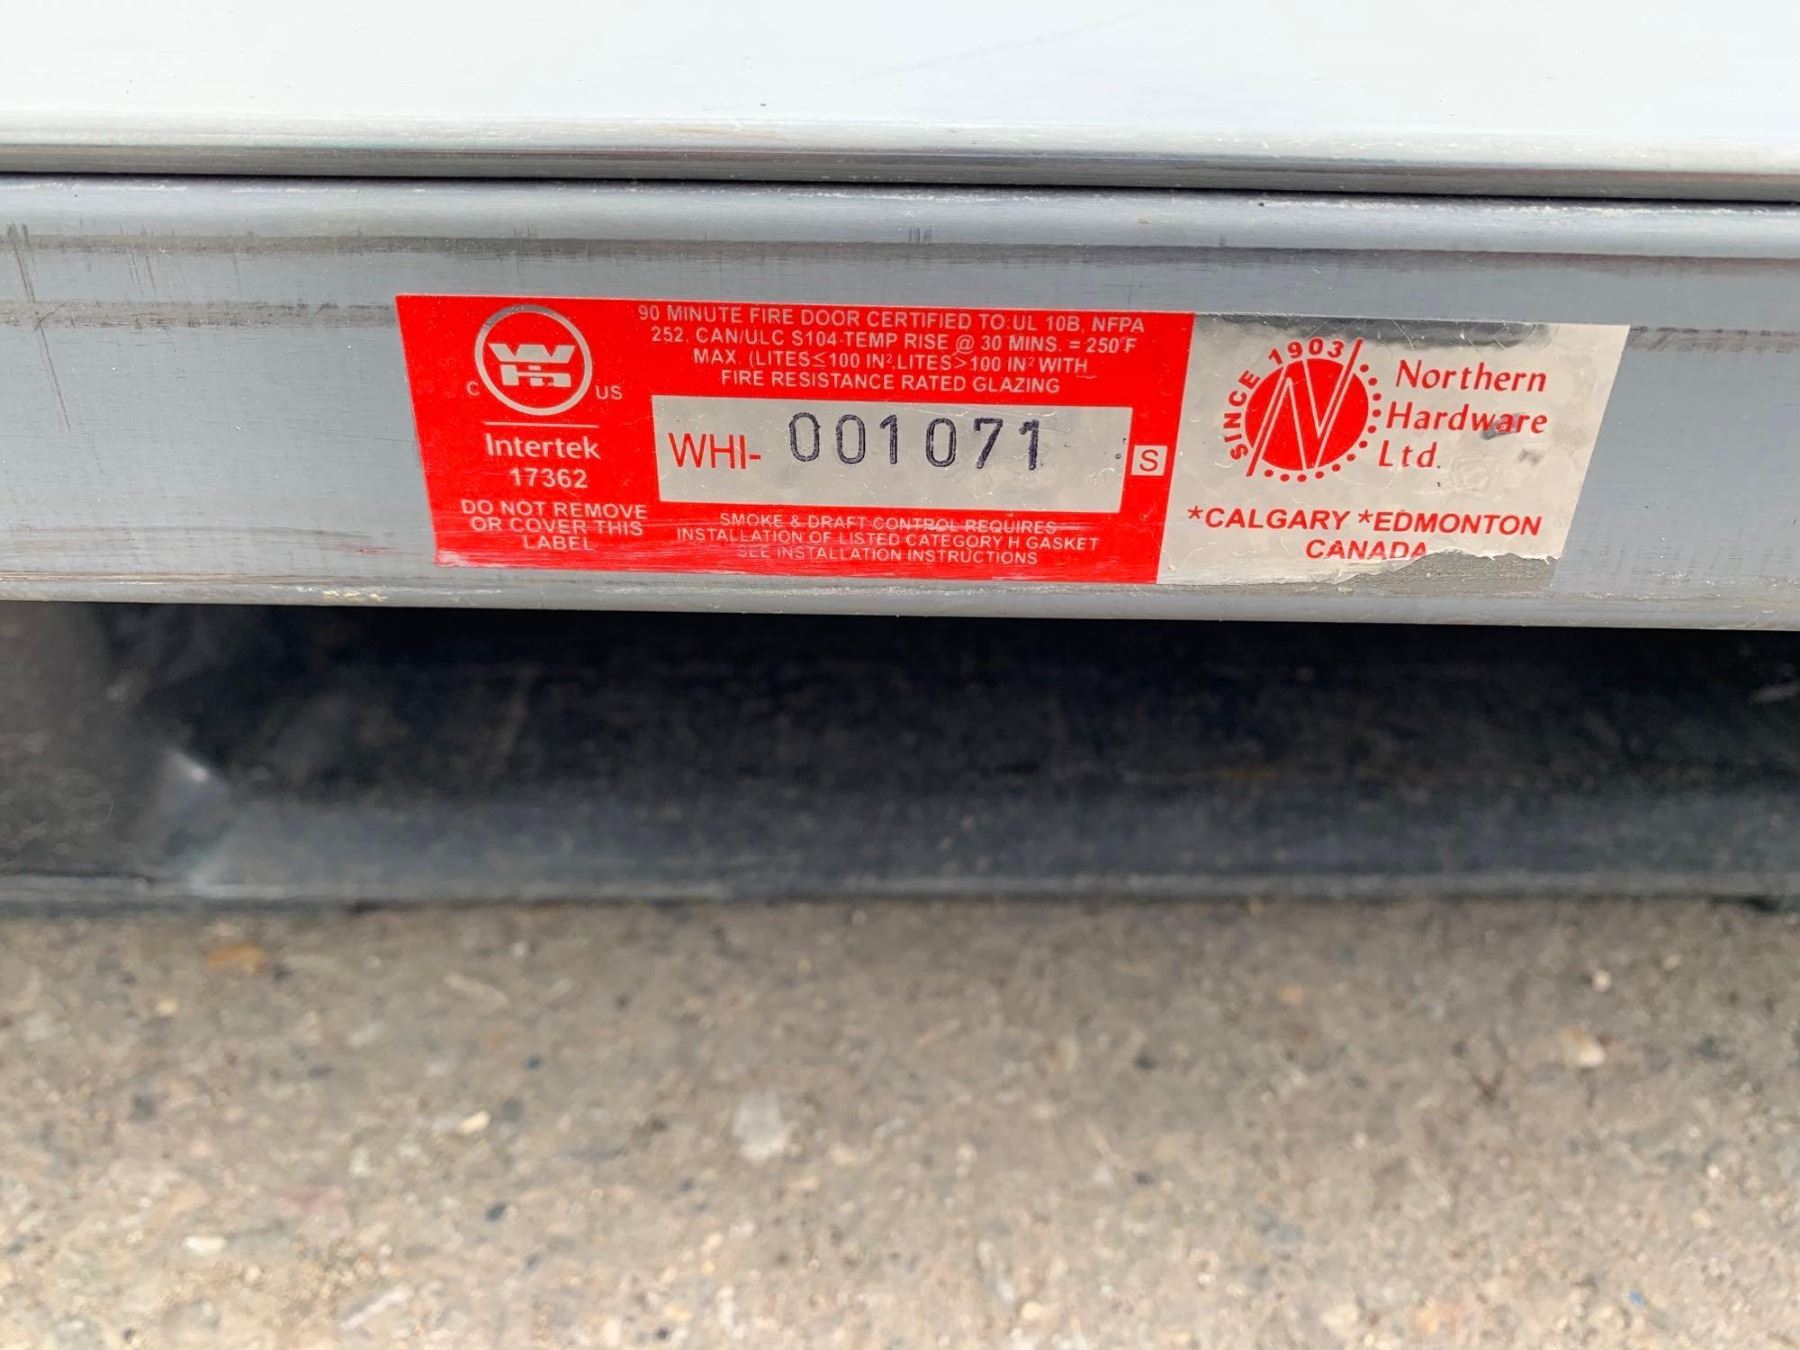 90 MINUTE FIRE DOOR CERTIFIED TO UL 10B, NFPA
252, CAN/ULC S104-TEMP RISE @ 30 MINS. = 250°F
MAX. (LITES≤100 IN², LITES>100 IN² WITH
FIRE RESISTANCE RATED GLAZING
WH
C US
Intertek
17362
DO NOT REMOVE
OR COVER THIS
LABEL
WHI- 001071
S
SMOKE & DRAFT CONTROL REQUIRES
INSTALLATION OF LISTED CATEGORY H GASKET
SEE INSTALLATION INSTRUCTIONS
SINCE 1903
N
Northern
Hardware
Ltd.
*CALGARY *EDMONTON
CANADA